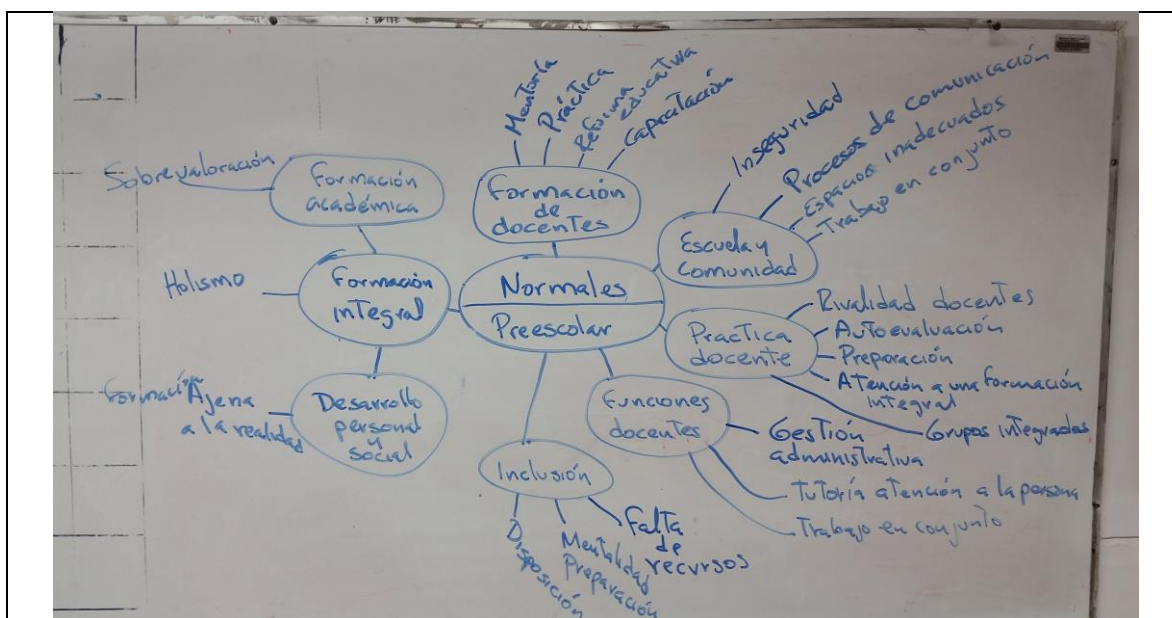 Mentoría
Práctica
Reforma
educativa
Capacitación
Formación
de
docentes
Inseguridad
Procesos de comunicación
Espacios inadecuados
Trabajo en conjunto
Escuela y
comunidad
Sobrevaloración
Formación
académica
Holismo
Formación
integral
Normales
Preescolar
Formación Ajena
a la realidad
Desarrollo
personal
y
social
Practica
docente
Rivalidad docentes
Autoevaluación
Preparación
Atención a una formación
integral
Grupos integrados
Funciones
docentes
Gestión
administrativa
Tutoría atención a la persona
Trabajo en conjunto
Inclusión
Falta
de
recursos
Mentalidad
Preparación
Disposición